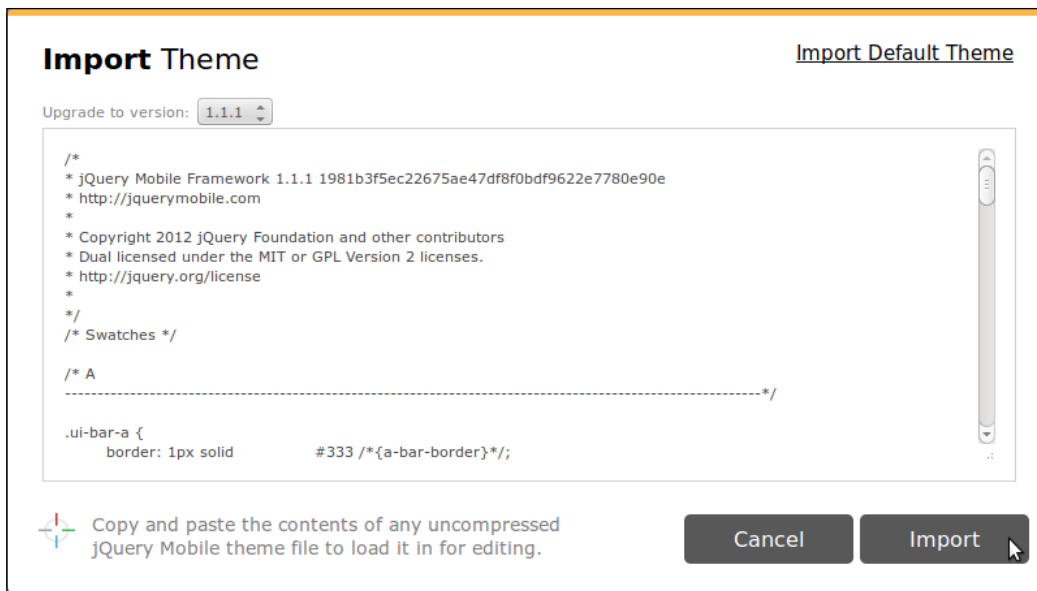 Import Theme
Import Default Theme
Upgrade to version: 1.1.1
/*
* jQuery Mobile Framework 1.1.1 1981b3f5ec22675ae47df8f0bdf9622e7780e90e
* http://jquerymobile.com
*
* Copyright 2012 jQuery Foundation and other contributors
* Dual licensed under the MIT or GPL Version 2 licenses.
* http://jquery.org/license
*
*/
/* Swatches */
/* A
-----------------------------------------------------------------------------------------------------------*/
.ui-bar-a {
border: 1px solid #333 /*{a-bar-border}*/;
Copy and paste the contents of any uncompressed
jQuery Mobile theme file to load it in for editing.
Cancel
Import